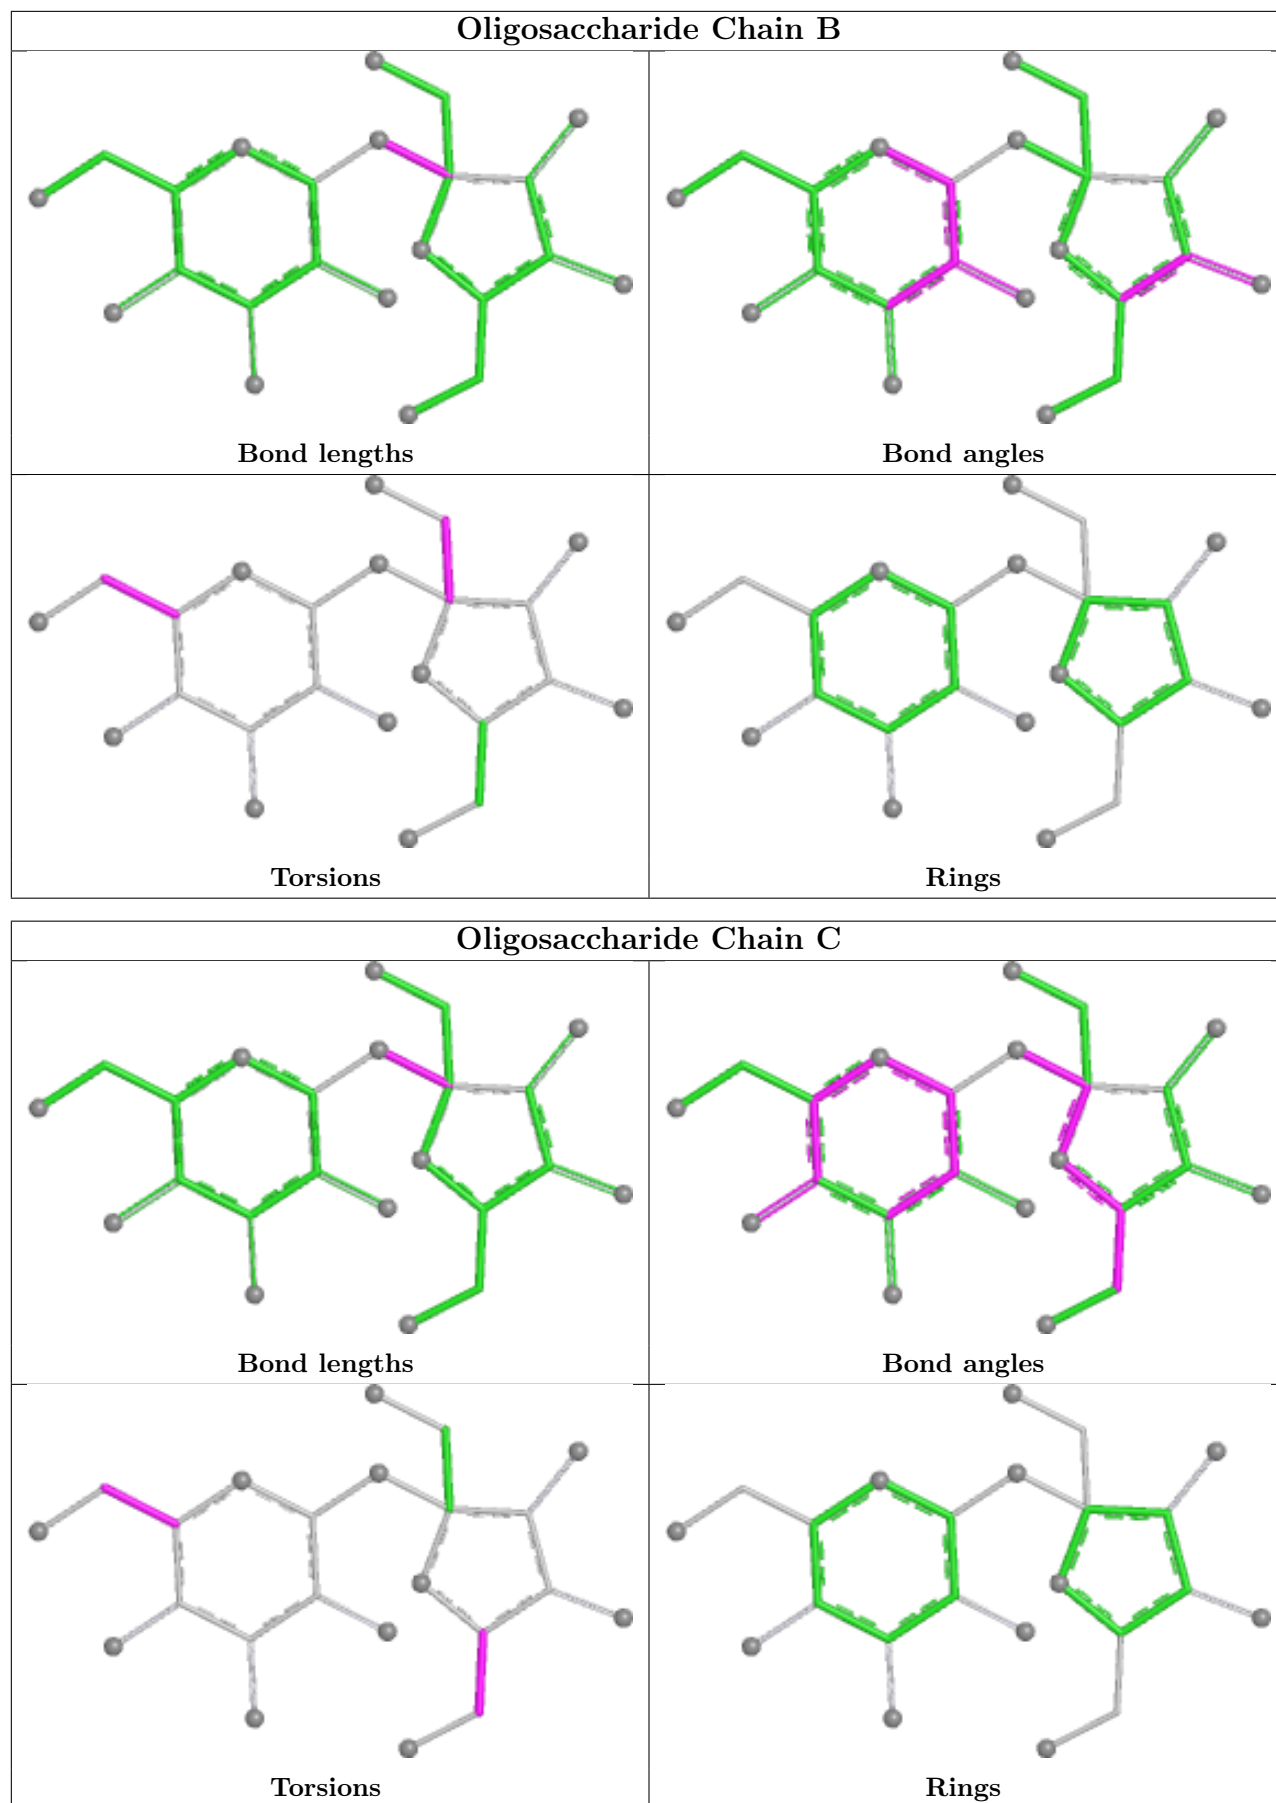 Oligosaccharide Chain B
Bond lengths
Bond angles
Torsions
Rings
Oligosaccharide Chain C
Bond lengths
Bond angles
Torsions
Rings